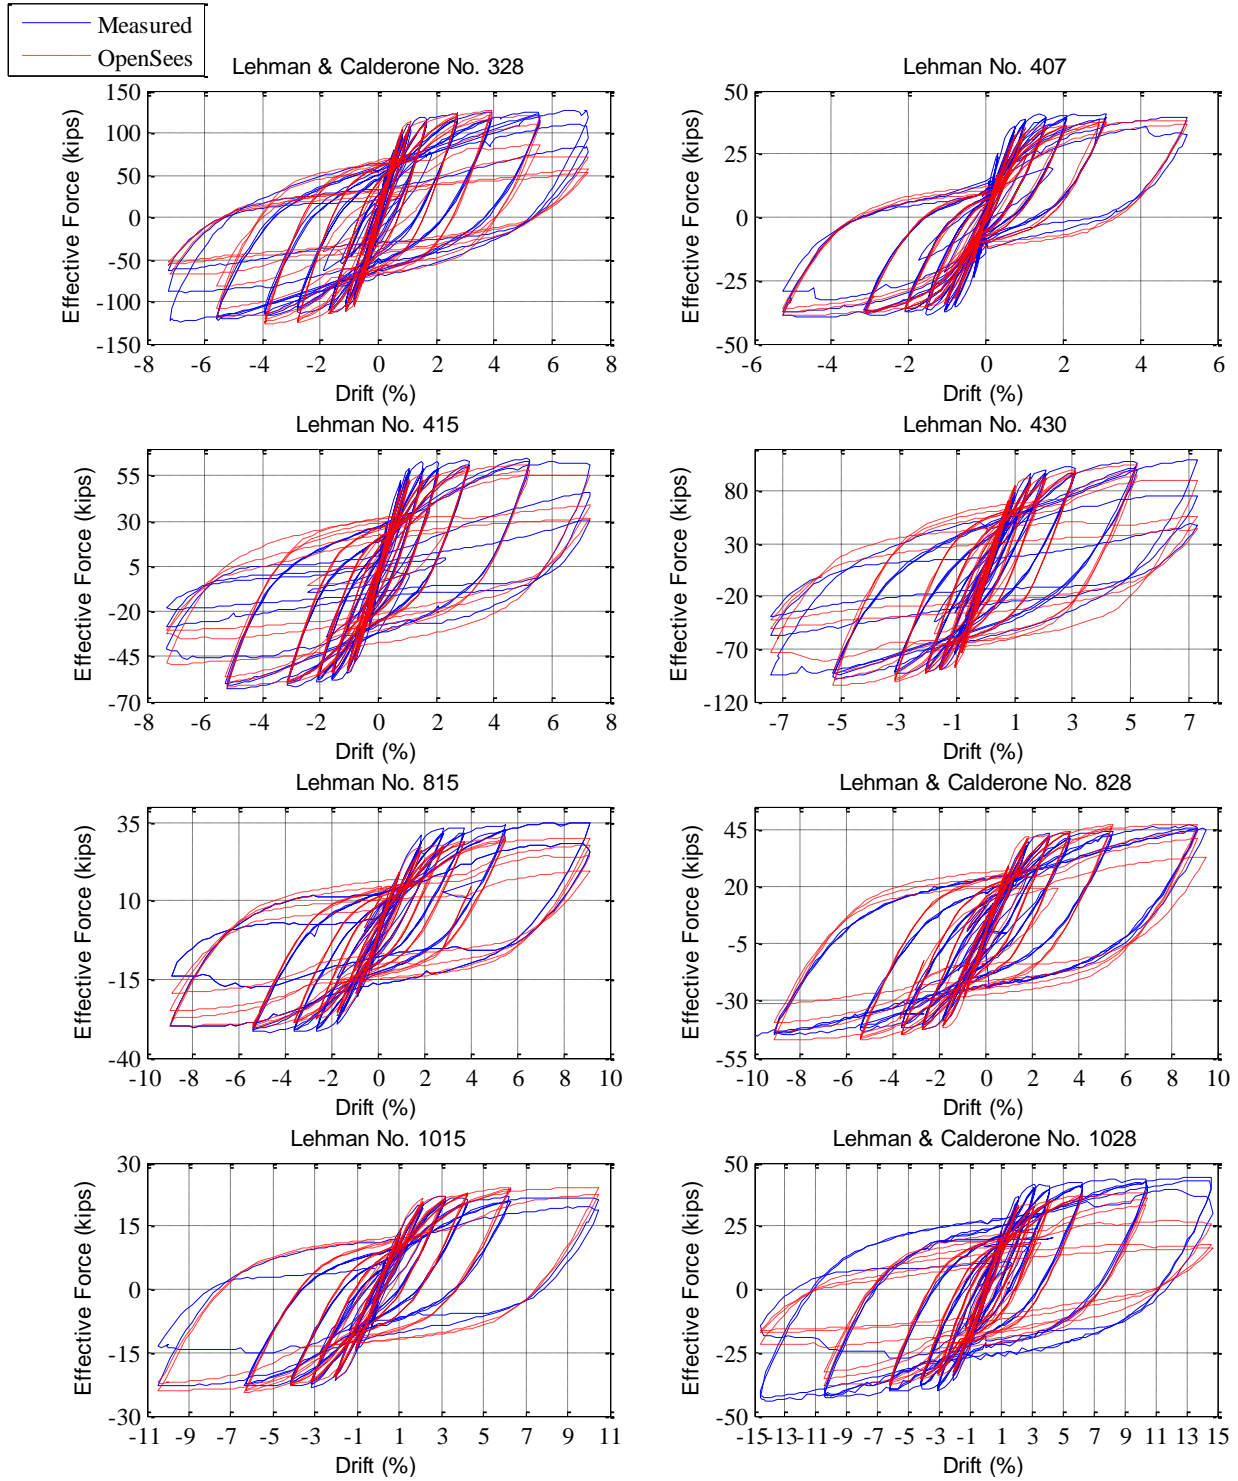 Measured
OpenSees
Lehman & Calderone No. 328
Effective Force (kips)
150
100
50
0
-50
-100
-150
-8 -6 -4 -2 0 2 4 6 8
Drift (%)
Lehman No. 407
Effective Force (kips)
50
25
0
-25
-50
-6 -4 -2 0 2 4 6
Drift (%)
Lehman No. 415
Effective Force (kips)
55
30
5
-20
-45
-70
-8 -6 -4 -2 0 2 4 6 8
Drift (%)
Lehman No. 430
Effective Force (kips)
80
30
-20
-70
-120
-7 -5 -3 -1 1 3 5 7
Drift (%)
Lehman No. 815
Effective Force (kips)
35
10
-15
-40
-10 -8 -6 -4 -2 0 2 4 6 8 10
Drift (%)
Lehman & Calderone No. 828
Effective Force (kips)
45
20
-5
-30
-55
-10 -8 -6 -4 -2 0 2 4 6 8 10
Drift (%)
Lehman No. 1015
Effective Force (kips)
30
15
0
-15
-30
-11 -9 -7 -5 -3 -1 1 3 5 7 9 11
Drift (%)
Lehman & Calderone No. 1028
Effective Force (kips)
50
25
0
-25
-50
-15 -13 -11 -9 -7 -5 -3 -1 1 3 5 7 9 11 13 15
Drift (%)